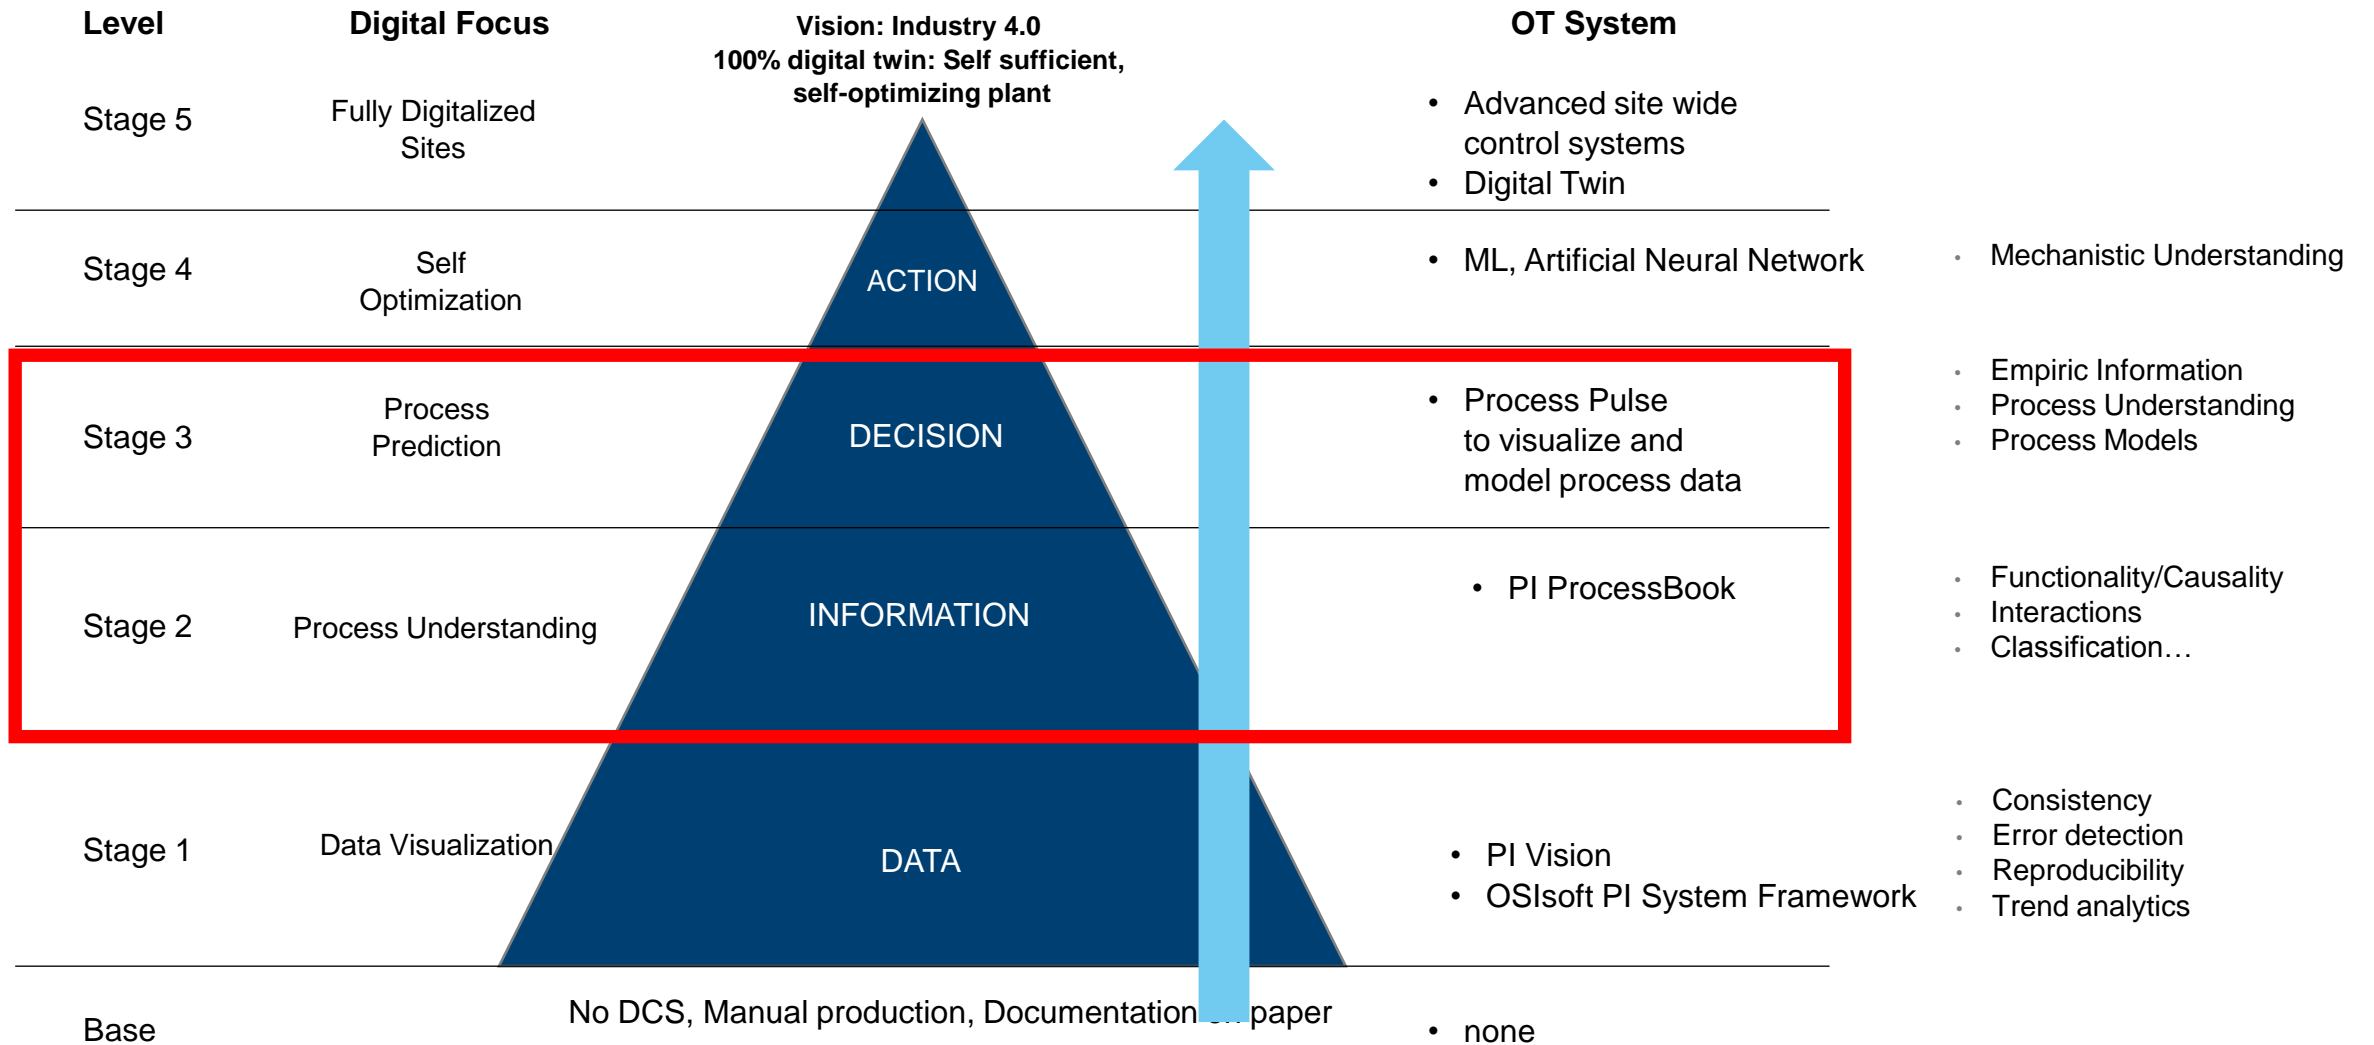 Level
Digital Focus
Vision: Industry 4.0
100% digital twin: Self sufficient,
self-optimizing plant
OT System
Stage 5
Fully Digitalized
Sites
• Advanced site wide
control systems
• Digital Twin
Stage 4
Self
Optimization
ACTION
• ML, Artificial Neural Network
• Mechanistic Understanding
Stage 3
Process
Prediction
DECISION
• Process Pulse
to visualize and
model process data
• Empiric Information
• Process Understanding
• Process Models
Stage 2
Process Understanding
INFORMATION
• PI ProcessBook
• Functionality/Causality
• Interactions
• Classification…
Stage 1
Data Visualization
DATA
• PI Vision
• OSIsoft PI System Framework
• Consistency
• Error detection
• Reproducibility
• Trend analytics
Base
No DCS, Manual production, Documentation paper
• none